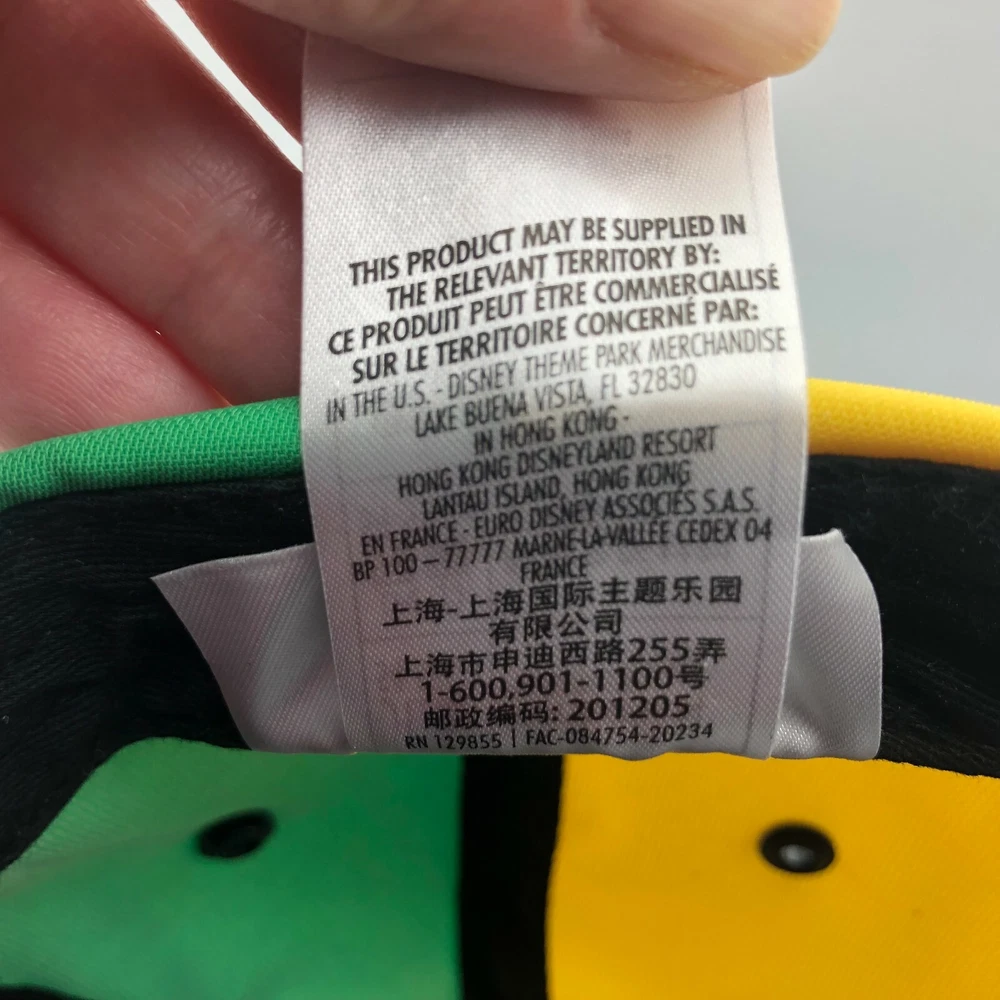 THIS PRODUCT MAY BE SUPPLIED IN
THE RELEVANT TERRITORY BY:
CE PRODUIT PEUT ÊTRE COMMERCIALISÉ
SUR LE TERRITOIRE CONCERNÉ PAR:
IN THE U.S. - DISNEY THEME PARK MERCHANDISE
LAKE BUENA VISTA, FL 32830
IN HONG KONG -
HONG KONG DISNEYLAND RESORT
LANTAU ISLAND, HONG KONG
EN FRANCE - EURO DISNEY ASSOCIÉS S.A.S.
BP 100 – 77777 MARNE-LA-VALLÉE CEDEX 04
FRANCE
上海-上海国际主题乐园
有限公司
上海市申迪西路255弄
1-600,901-1100号
邮政编码: 201205
RN 129855 | FAC-084754-20234